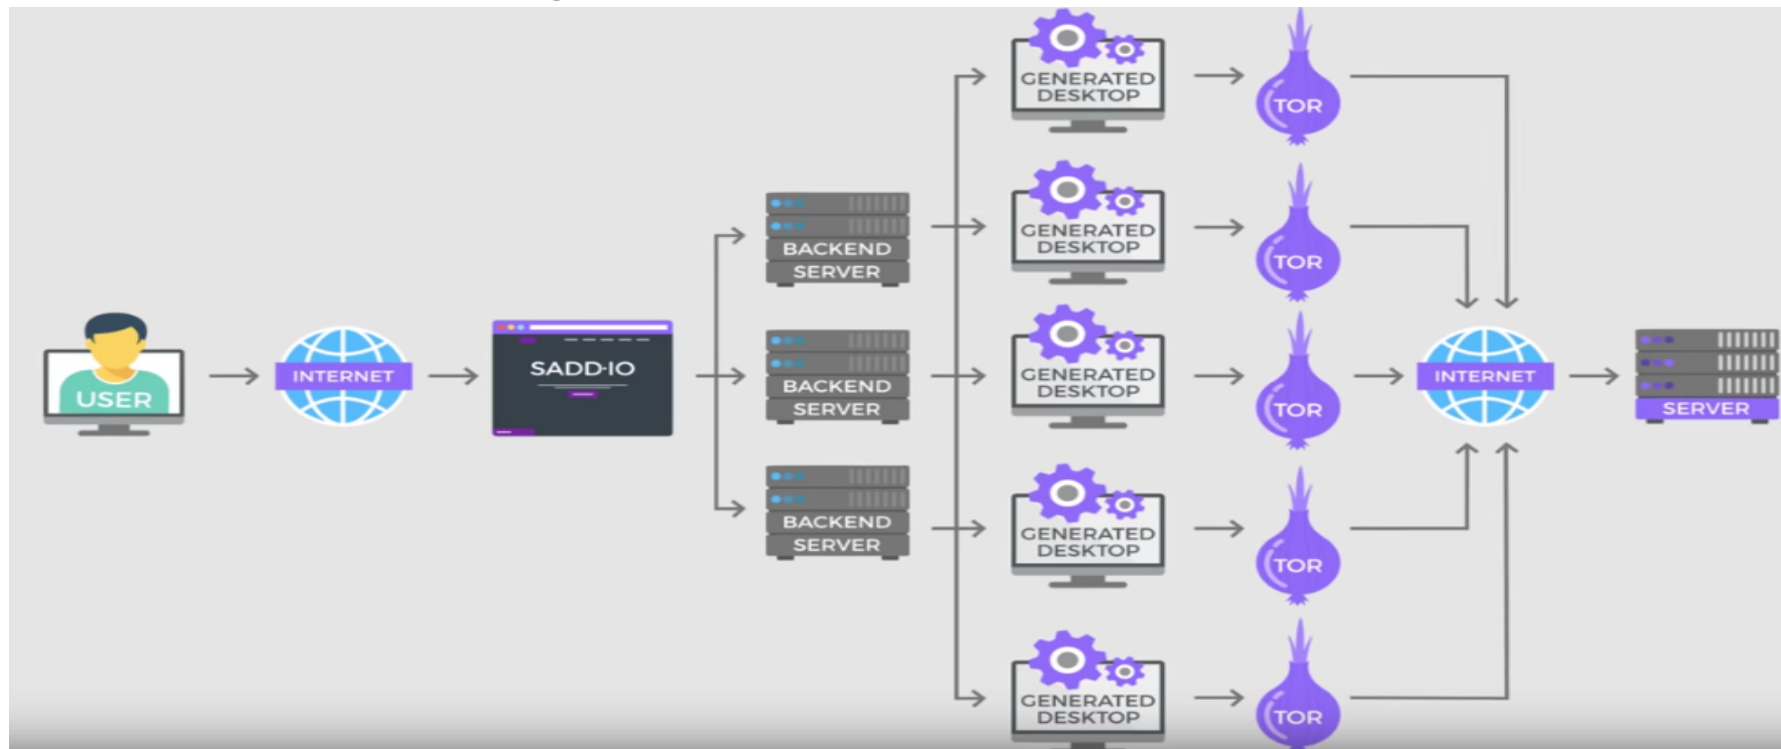 USER
INTERNET
SADD·IO
BACKEND
SERVER
BACKEND
SERVER
BACKEND
SERVER
GENERATED
DESKTOP
TOR
GENERATED
DESKTOP
TOR
GENERATED
DESKTOP
TOR
GENERATED
DESKTOP
TOR
GENERATED
DESKTOP
TOR
INTERNET
SERVER